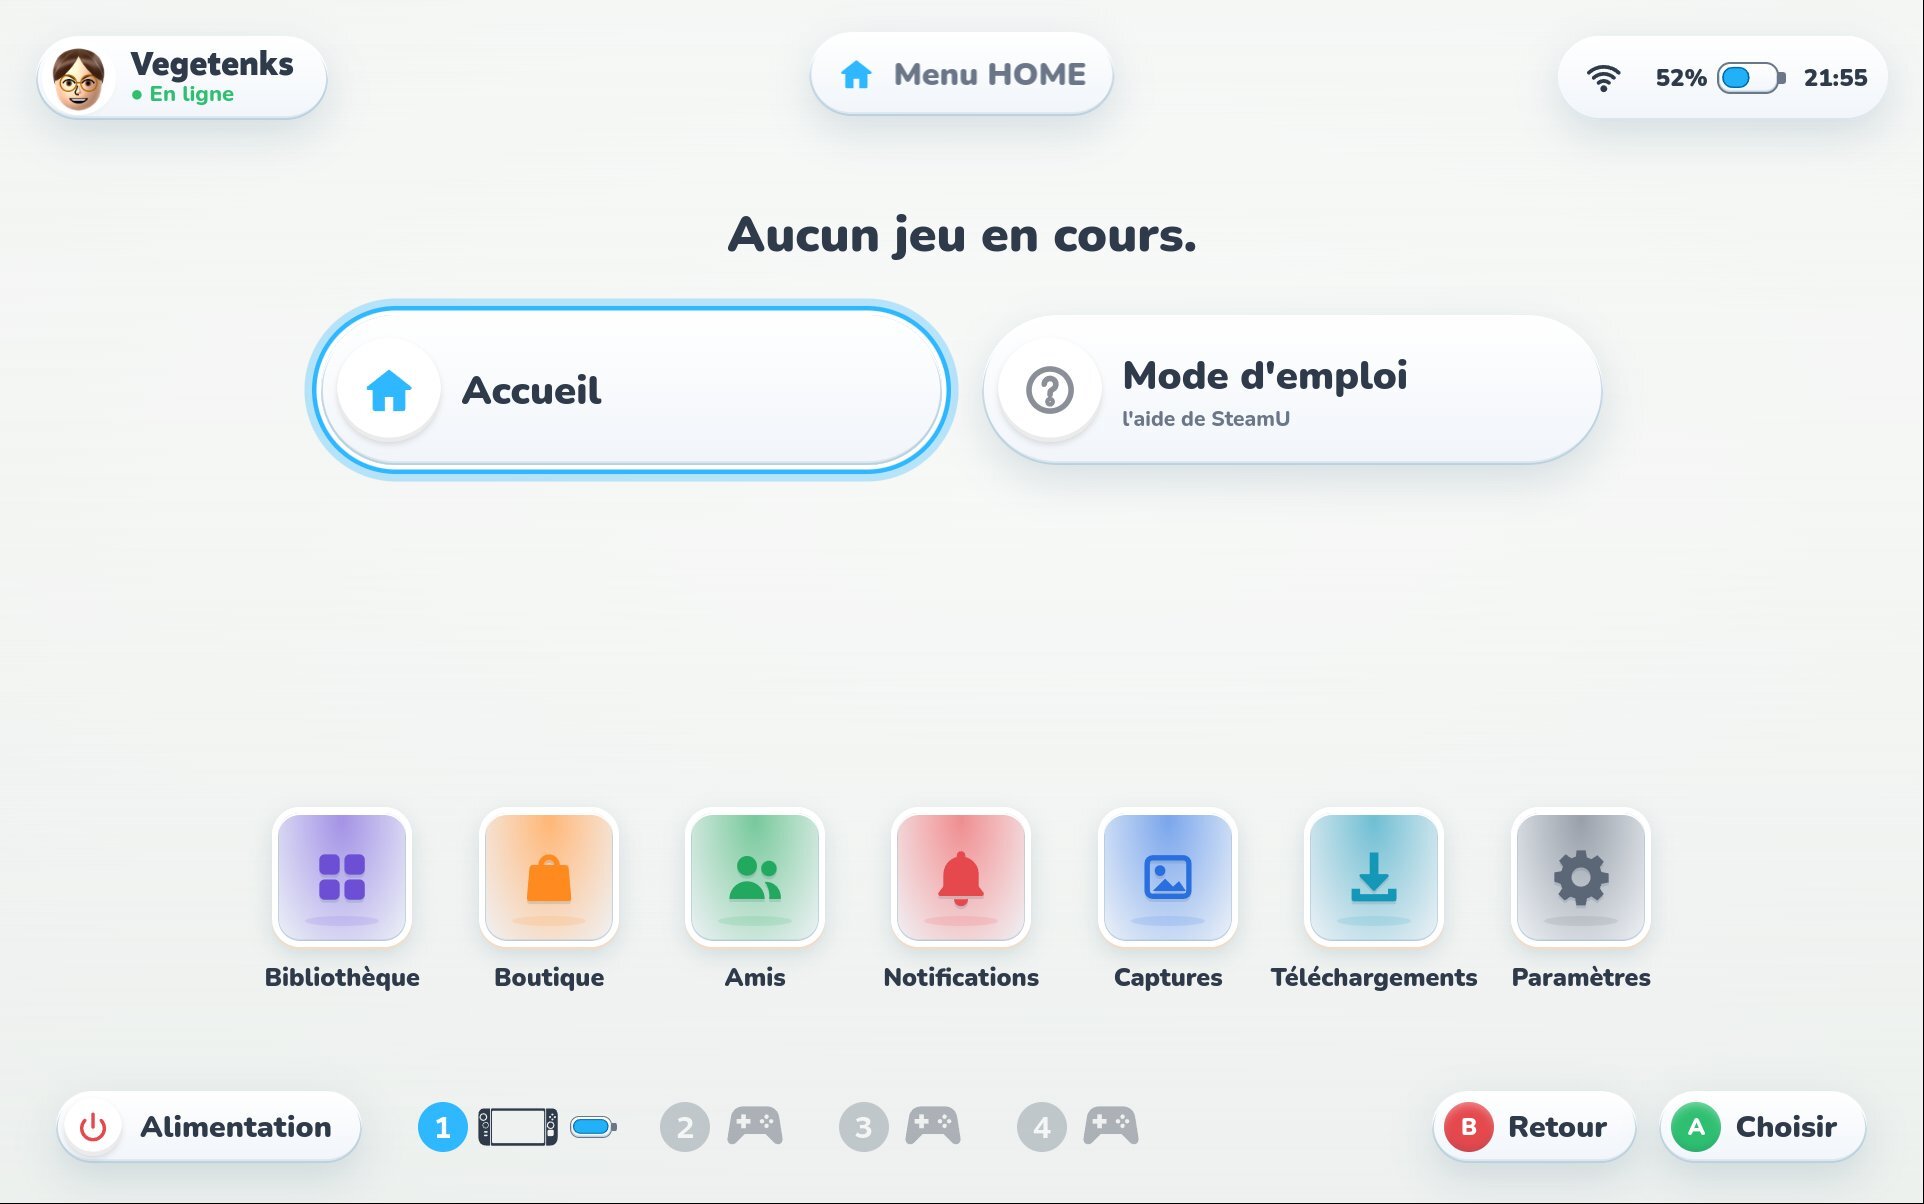 Vegetenks
• En ligne
Menu HOME
52%
21:55
Aucun jeu en cours.
Accueil
Mode d'emploi
l'aide de SteamU
Bibliothèque
Boutique
Amis
Notifications
Captures
Téléchargements
Paramètres
Alimentation
1
2
3
4
B Retour
A Choisir